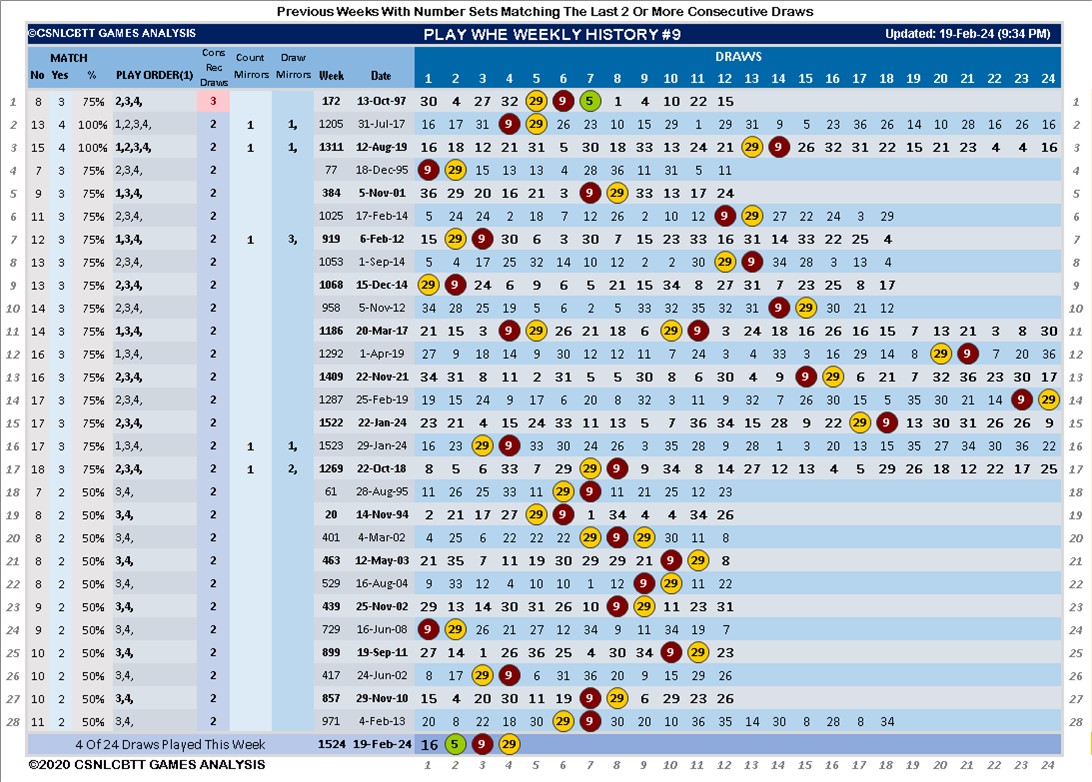 Previous Weeks With Number Sets Matching The Last 2 Or More Consecutive Draws
©CSNLCBTT GAMES ANALYSIS PLAY WHE WEEKLY HISTORY #9 Updated: 19-Feb-24 (9:34 PM)
MATCH Cons Rec Draws Count Mirrors Draw Mirrors DRAWS
No Yes % PLAY ORDER(1) Week Date 1 2 3 4 5 6 7 8 9 10 11 12 13 14 15 16 17 18 19 20 21 22 23 24
1 8 3 75% 2,3,4, 3 172 13-Oct-97 30 4 27 32 29 9 5 1 4 10 22 15 1
2 13 4 100% 1,2,3,4, 2 1 1, 1205 31-Jul-17 16 17 31 9 29 26 23 10 15 29 1 29 31 9 5 23 36 26 14 10 28 16 26 16 2
3 15 4 100% 1,2,3,4, 2 1 1, 1311 12-Aug-19 16 18 12 21 31 5 30 18 33 13 24 21 29 9 26 32 31 22 15 21 23 4 4 16 3
4 7 3 75% 2,3,4, 2 77 18-Dec-95 9 29 15 13 13 4 28 36 11 31 5 11 4
5 9 3 75% 1,3,4, 2 384 5-Nov-01 36 29 20 16 21 3 9 29 33 13 17 24 5
6 11 3 75% 2,3,4, 2 1025 17-Feb-14 5 24 24 2 18 7 12 26 2 10 12 9 29 27 22 24 3 29 6
7 12 3 75% 1,3,4, 2 1 3, 919 6-Feb-12 15 29 9 30 6 3 30 7 15 23 33 16 31 14 33 22 25 4 7
8 13 3 75% 2,3,4, 2 1053 1-Sep-14 5 4 17 25 32 14 10 12 2 2 30 29 9 34 28 3 13 4 8
9 13 3 75% 2,3,4, 2 1068 15-Dec-14 29 9 24 6 9 6 5 21 15 34 8 27 31 7 23 25 8 17 9
10 14 3 75% 2,3,4, 2 958 5-Nov-12 34 28 25 19 5 6 2 5 33 32 35 32 31 9 29 30 21 12 10
11 14 3 75% 1,3,4, 2 1186 20-Mar-17 21 15 3 9 29 26 21 18 6 29 9 3 24 18 16 26 16 15 7 13 21 3 8 30 11
12 16 3 75% 1,3,4, 2 1292 1-Apr-19 27 9 18 14 9 30 12 12 11 7 24 3 4 33 3 16 29 14 8 29 9 7 20 36 12
13 16 3 75% 2,3,4, 2 1409 22-Nov-21 34 31 8 11 2 31 5 5 30 8 6 30 4 9 9 29 6 21 7 32 36 23 30 17 13
14 17 3 75% 2,3,4, 2 1287 25-Feb-19 19 15 24 9 17 6 20 8 32 3 11 9 32 7 26 30 15 5 35 30 21 14 9 29 14
15 17 3 75% 2,3,4, 2 1522 22-Jan-24 23 21 4 15 24 33 11 13 5 7 36 34 15 28 9 22 29 9 13 30 31 26 26 9 15
16 17 3 75% 1,3,4, 2 1 1, 1523 29-Jan-24 16 23 29 9 33 30 24 26 3 35 28 9 28 1 3 20 13 15 35 27 34 30 36 22 16
17 18 3 75% 2,3,4, 2 1 2, 1269 22-Oct-18 8 5 6 33 7 29 29 9 9 34 8 14 27 12 13 4 5 29 26 18 12 22 17 25 17
18 7 2 50% 3,4, 2 61 28-Aug-95 11 26 25 33 11 29 9 11 21 25 12 23 18
19 8 2 50% 3,4, 2 20 14-Nov-94 2 21 17 27 29 9 1 34 4 4 34 26 19
20 8 2 50% 3,4, 2 401 4-Mar-02 4 25 6 22 22 22 29 9 29 30 11 8 20
21 8 2 50% 3,4, 2 463 12-May-03 21 35 7 11 19 30 29 29 21 9 29 8 21
22 8 2 50% 3,4, 2 529 16-Aug-04 9 33 12 4 10 10 1 12 9 29 11 22 22
23 9 2 50% 3,4, 2 439 25-Nov-02 29 13 14 30 31 26 10 9 29 11 23 31 23
24 9 2 50% 3,4, 2 729 16-Jun-08 9 29 26 21 27 12 34 9 11 34 19 7 24
25 10 2 50% 3,4, 2 899 19-Sep-11 27 14 1 26 36 25 4 30 34 9 29 23 25
26 10 2 50% 3,4, 2 417 24-Jun-02 8 17 29 9 6 31 36 20 9 15 29 26 26
27 10 2 50% 3,4, 2 857 29-Nov-10 15 4 20 30 11 19 9 29 6 29 23 26 27
28 11 2 50% 3,4, 2 971 4-Feb-13 20 8 22 18 30 29 9 30 20 10 36 35 14 30 8 28 8 34 28
4 Of 24 Draws Played This Week 1524 19-Feb-24 16 5 9 29
©2020 CSNLCBTT GAMES ANALYSIS 1 2 3 4 5 6 7 8 9 10 11 12 13 14 15 16 17 18 19 20 21 22 23 24